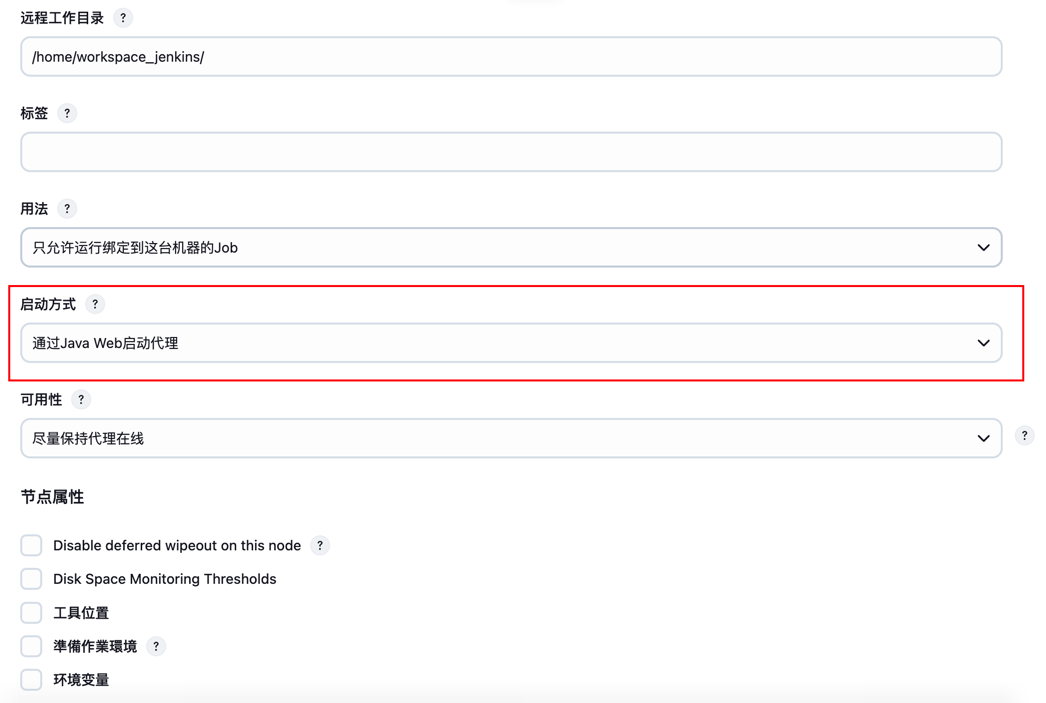 远程工作目录 ?
/home/workspace_jenkins/
标签 ?
用法 ?
只允许运行绑定到这台机器的Job
启动方式 ?
通过Java Web启动代理
可用性 ?
尽量保持代理在线 ?
节点属性
Disable deferred wipeout on this node ?
Disk Space Monitoring Thresholds
工具位置
準備作業環境 ?
环境变量